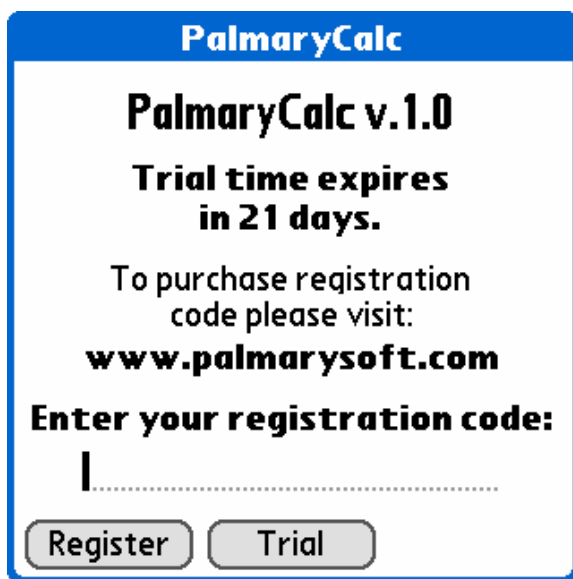 PalmaryCalc
PalmaryCalc v.1.0
Trial time expires
in 21 days.
To purchase registration
code please visit:
www.palmarysoft.com
Enter your registration code:
Register Trial